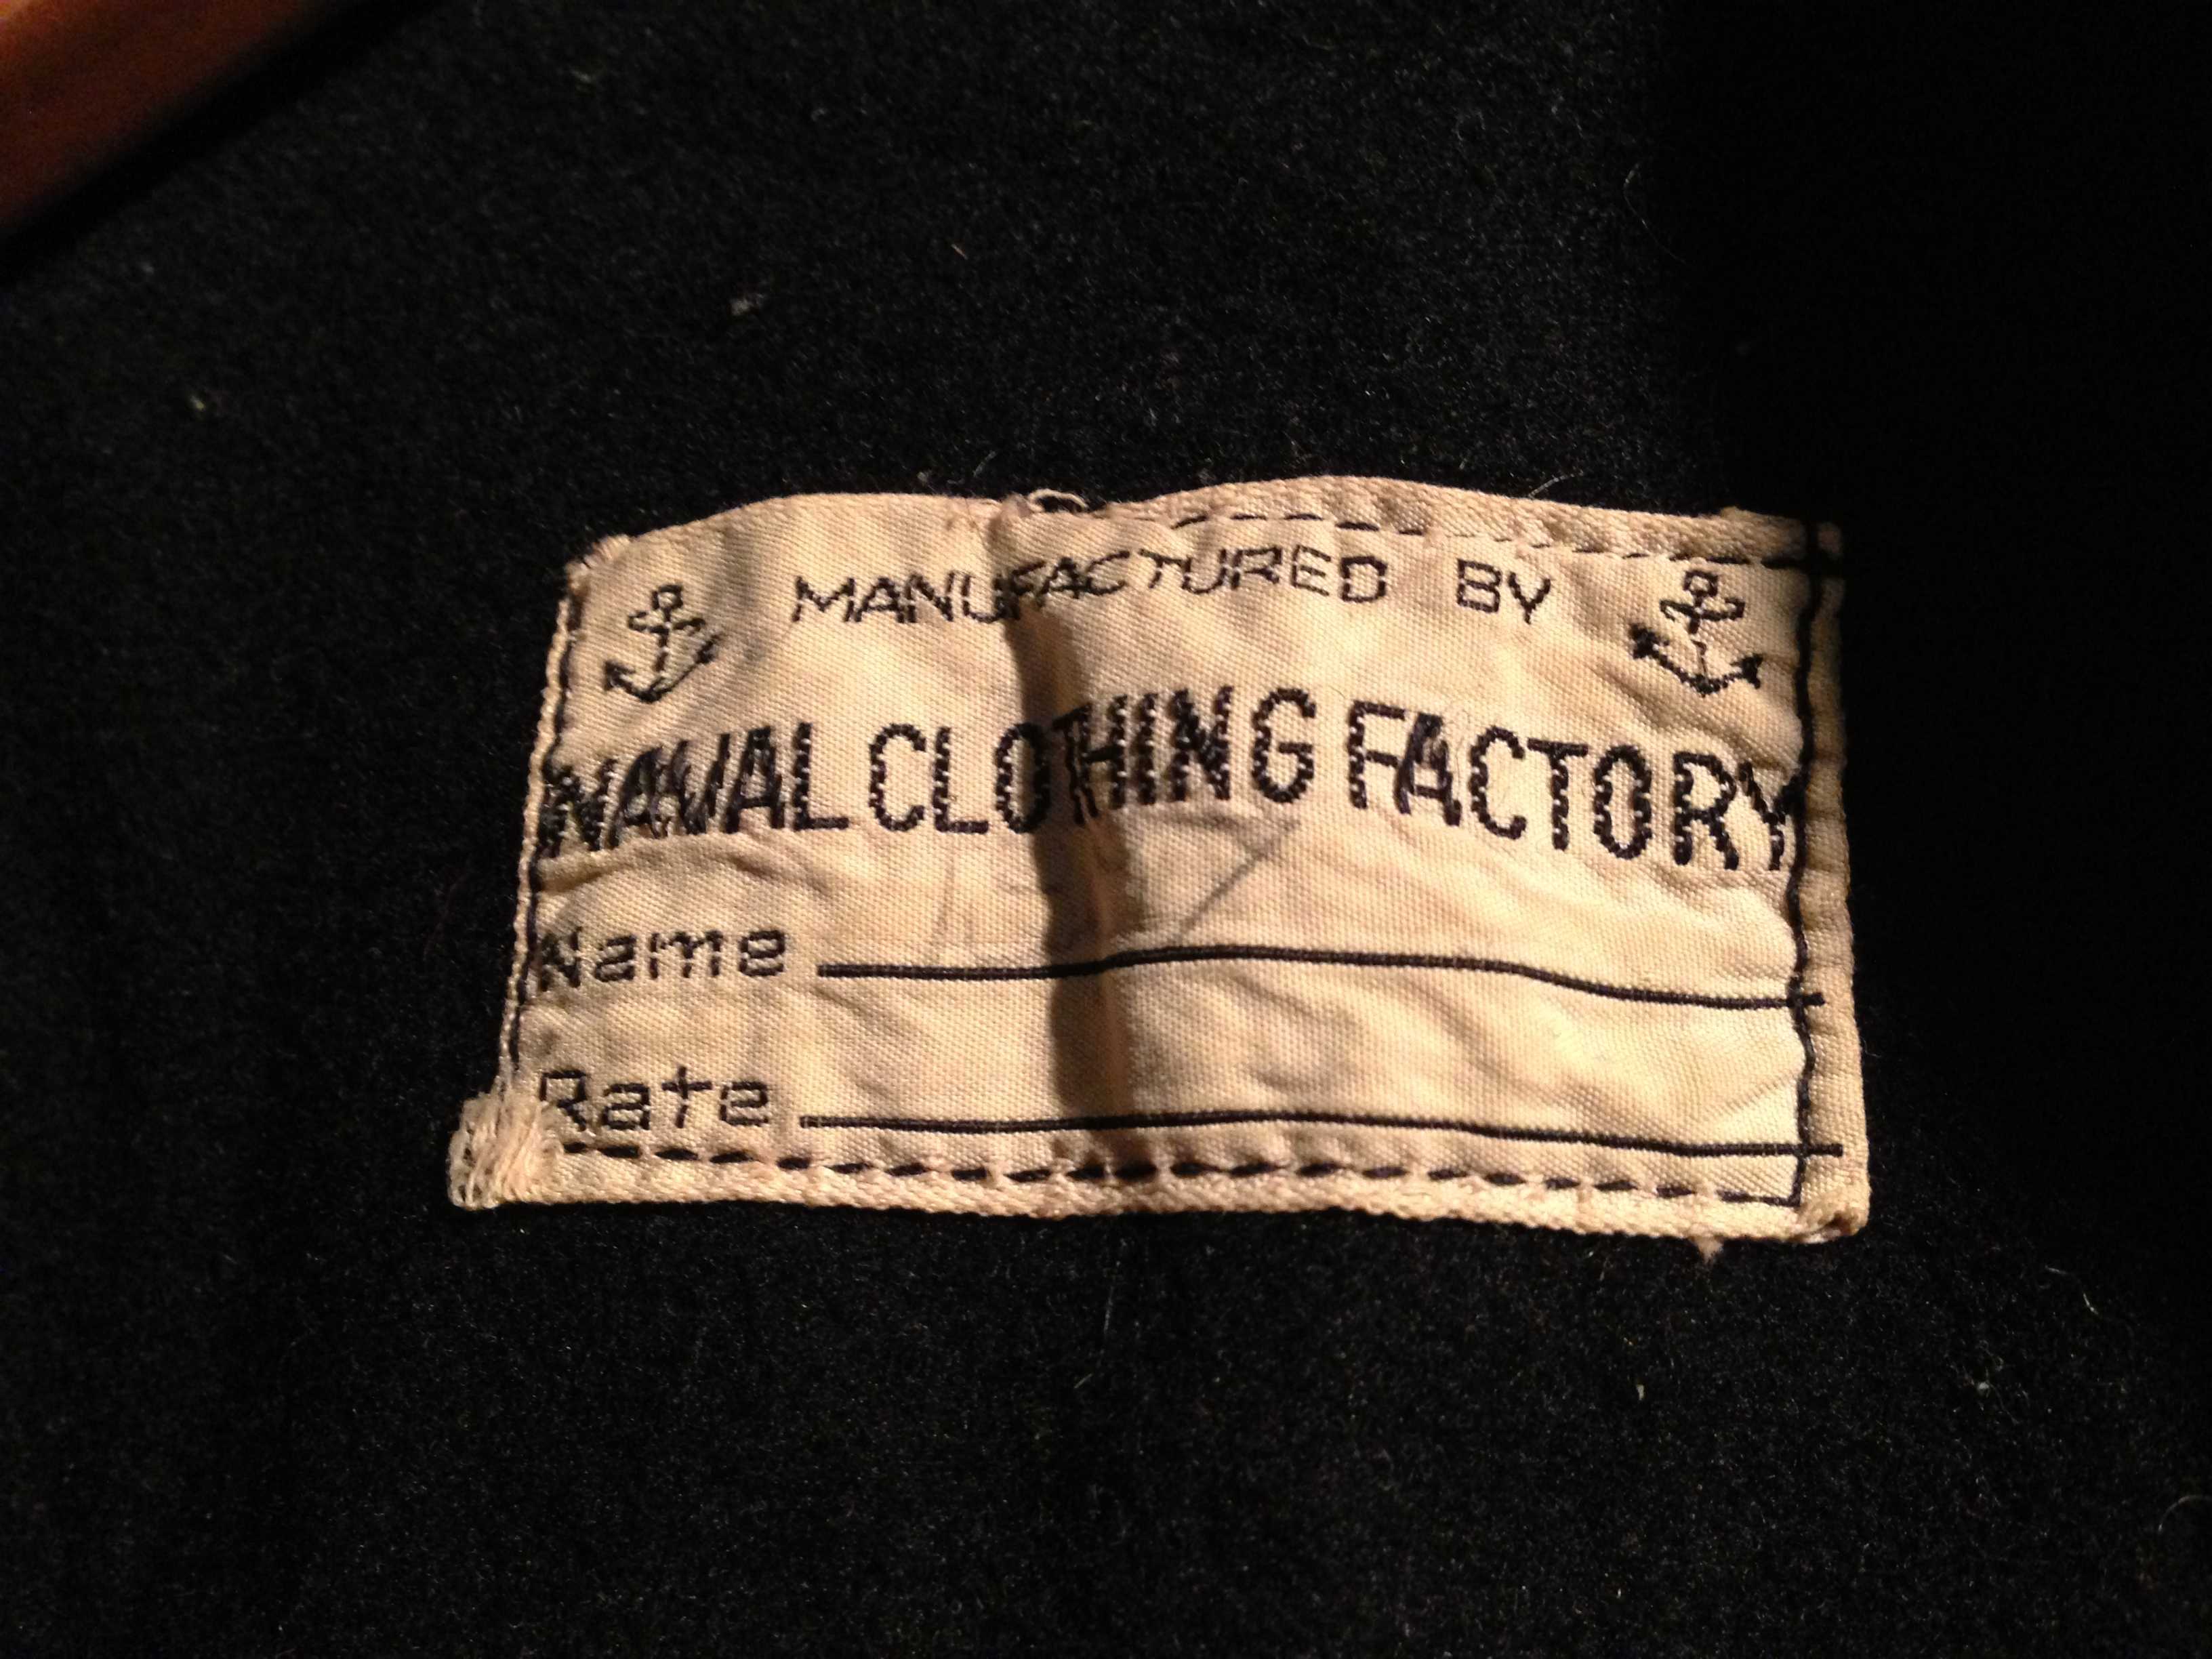 MANUFACTURED BY
NAVAL CLOTHING FACTORY
Name
Rate